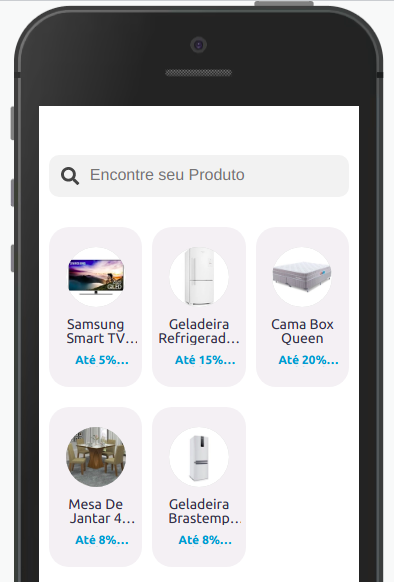 Encontre seu Produto
Samsung
Smart TV...
Até 5%...
Geladeira
Refrigerad...
Até 15%...
Cama Box
Queen
Até 20%...
Mesa De
Jantar 4...
Até 8%...
Geladeira
Brastemp...
Até 8%...